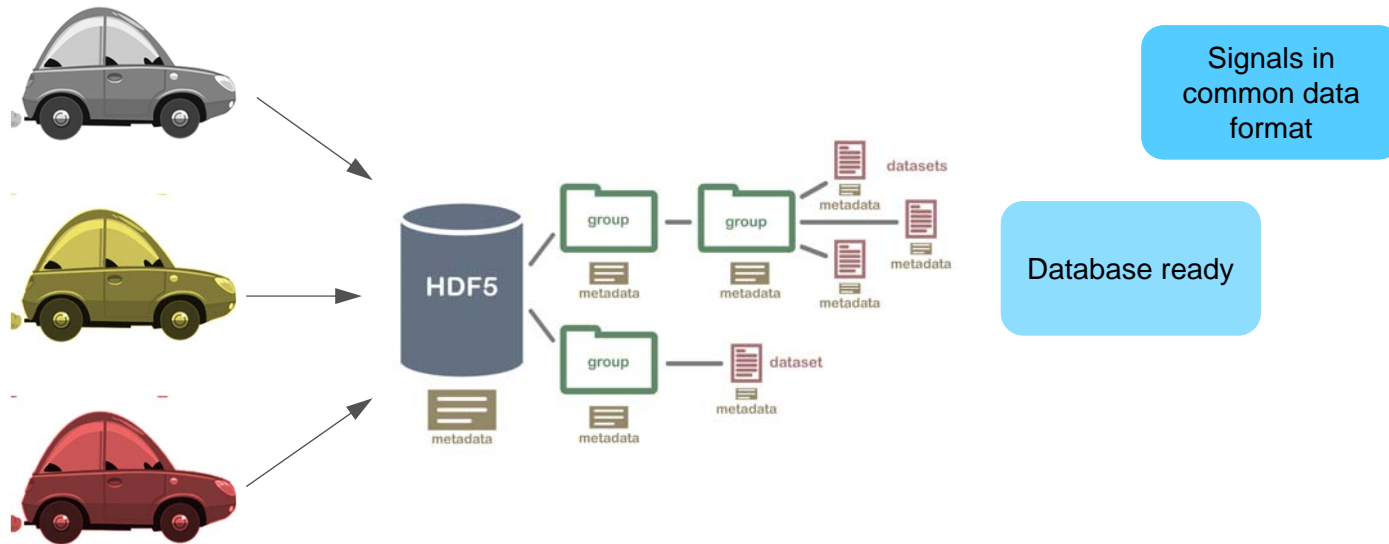 Signals in
common data
format
datasets
metadata
group
group
metadata
HDF5
metadata
metadata
metadata
Database ready
group
dataset
metadata
metadata
metadata